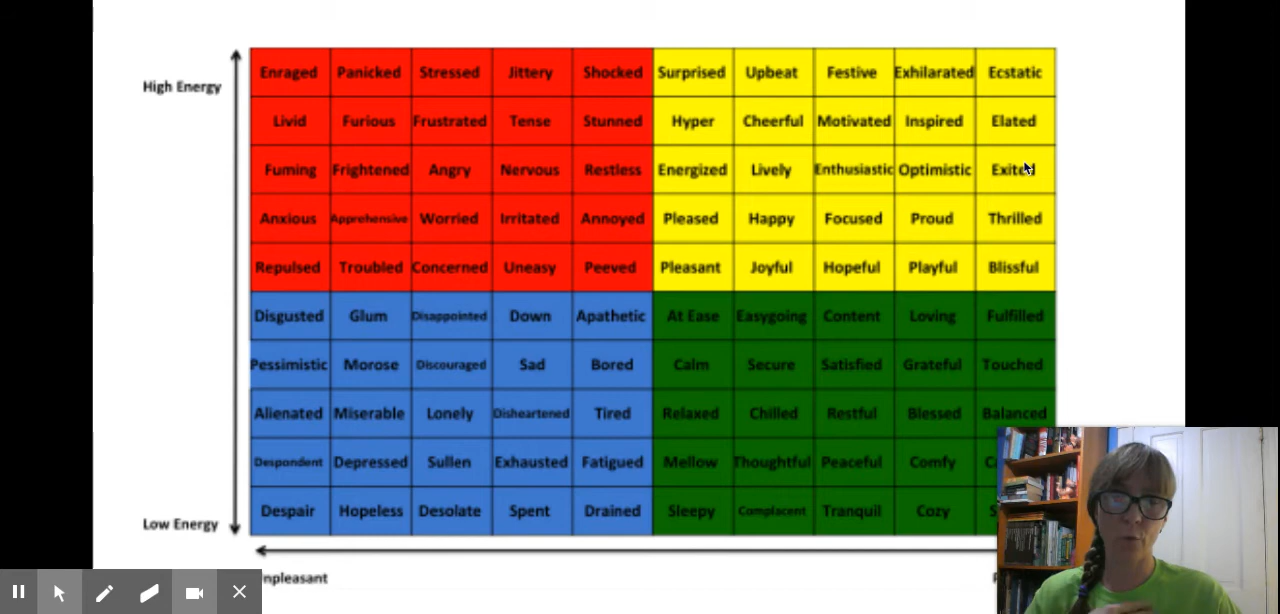 High Energy
Enraged Panicked Stressed Jittery Shocked Surprised Upbeat Festive Exhilarated Ecstatic
Livid Furious Frustrated Tense Stunned Hyper Cheerful Motivated Inspired Elated
Fuming Frightened Angry Nervous Restless Energized Lively Enthusiastic Optimistic Exited
Anxious Apprehensive Worried Irritated Annoyed Pleased Happy Focused Proud Thrilled
Repulsed Troubled Concerned Uneasy Peeved Pleasant Joyful Hopeful Playful Blissful
Disgusted Glum Disappointed Down Apathetic At Ease Easygoing Content Loving Fulfilled
Pessimistic Morose Discouraged Sad Bored Calm Secure Satisfied Grateful Touched
Alienated Miserable Lonely Disheartened Tired Relaxed Chilled Restful Blessed Balanced
Despondent Depressed Sullen Exhausted Fatigued Mellow Thoughtful Peaceful Comfy
Despair Hopeless Desolate Spent Drained Sleepy Complacent Tranquil Cozy
Low Energy
npleasant